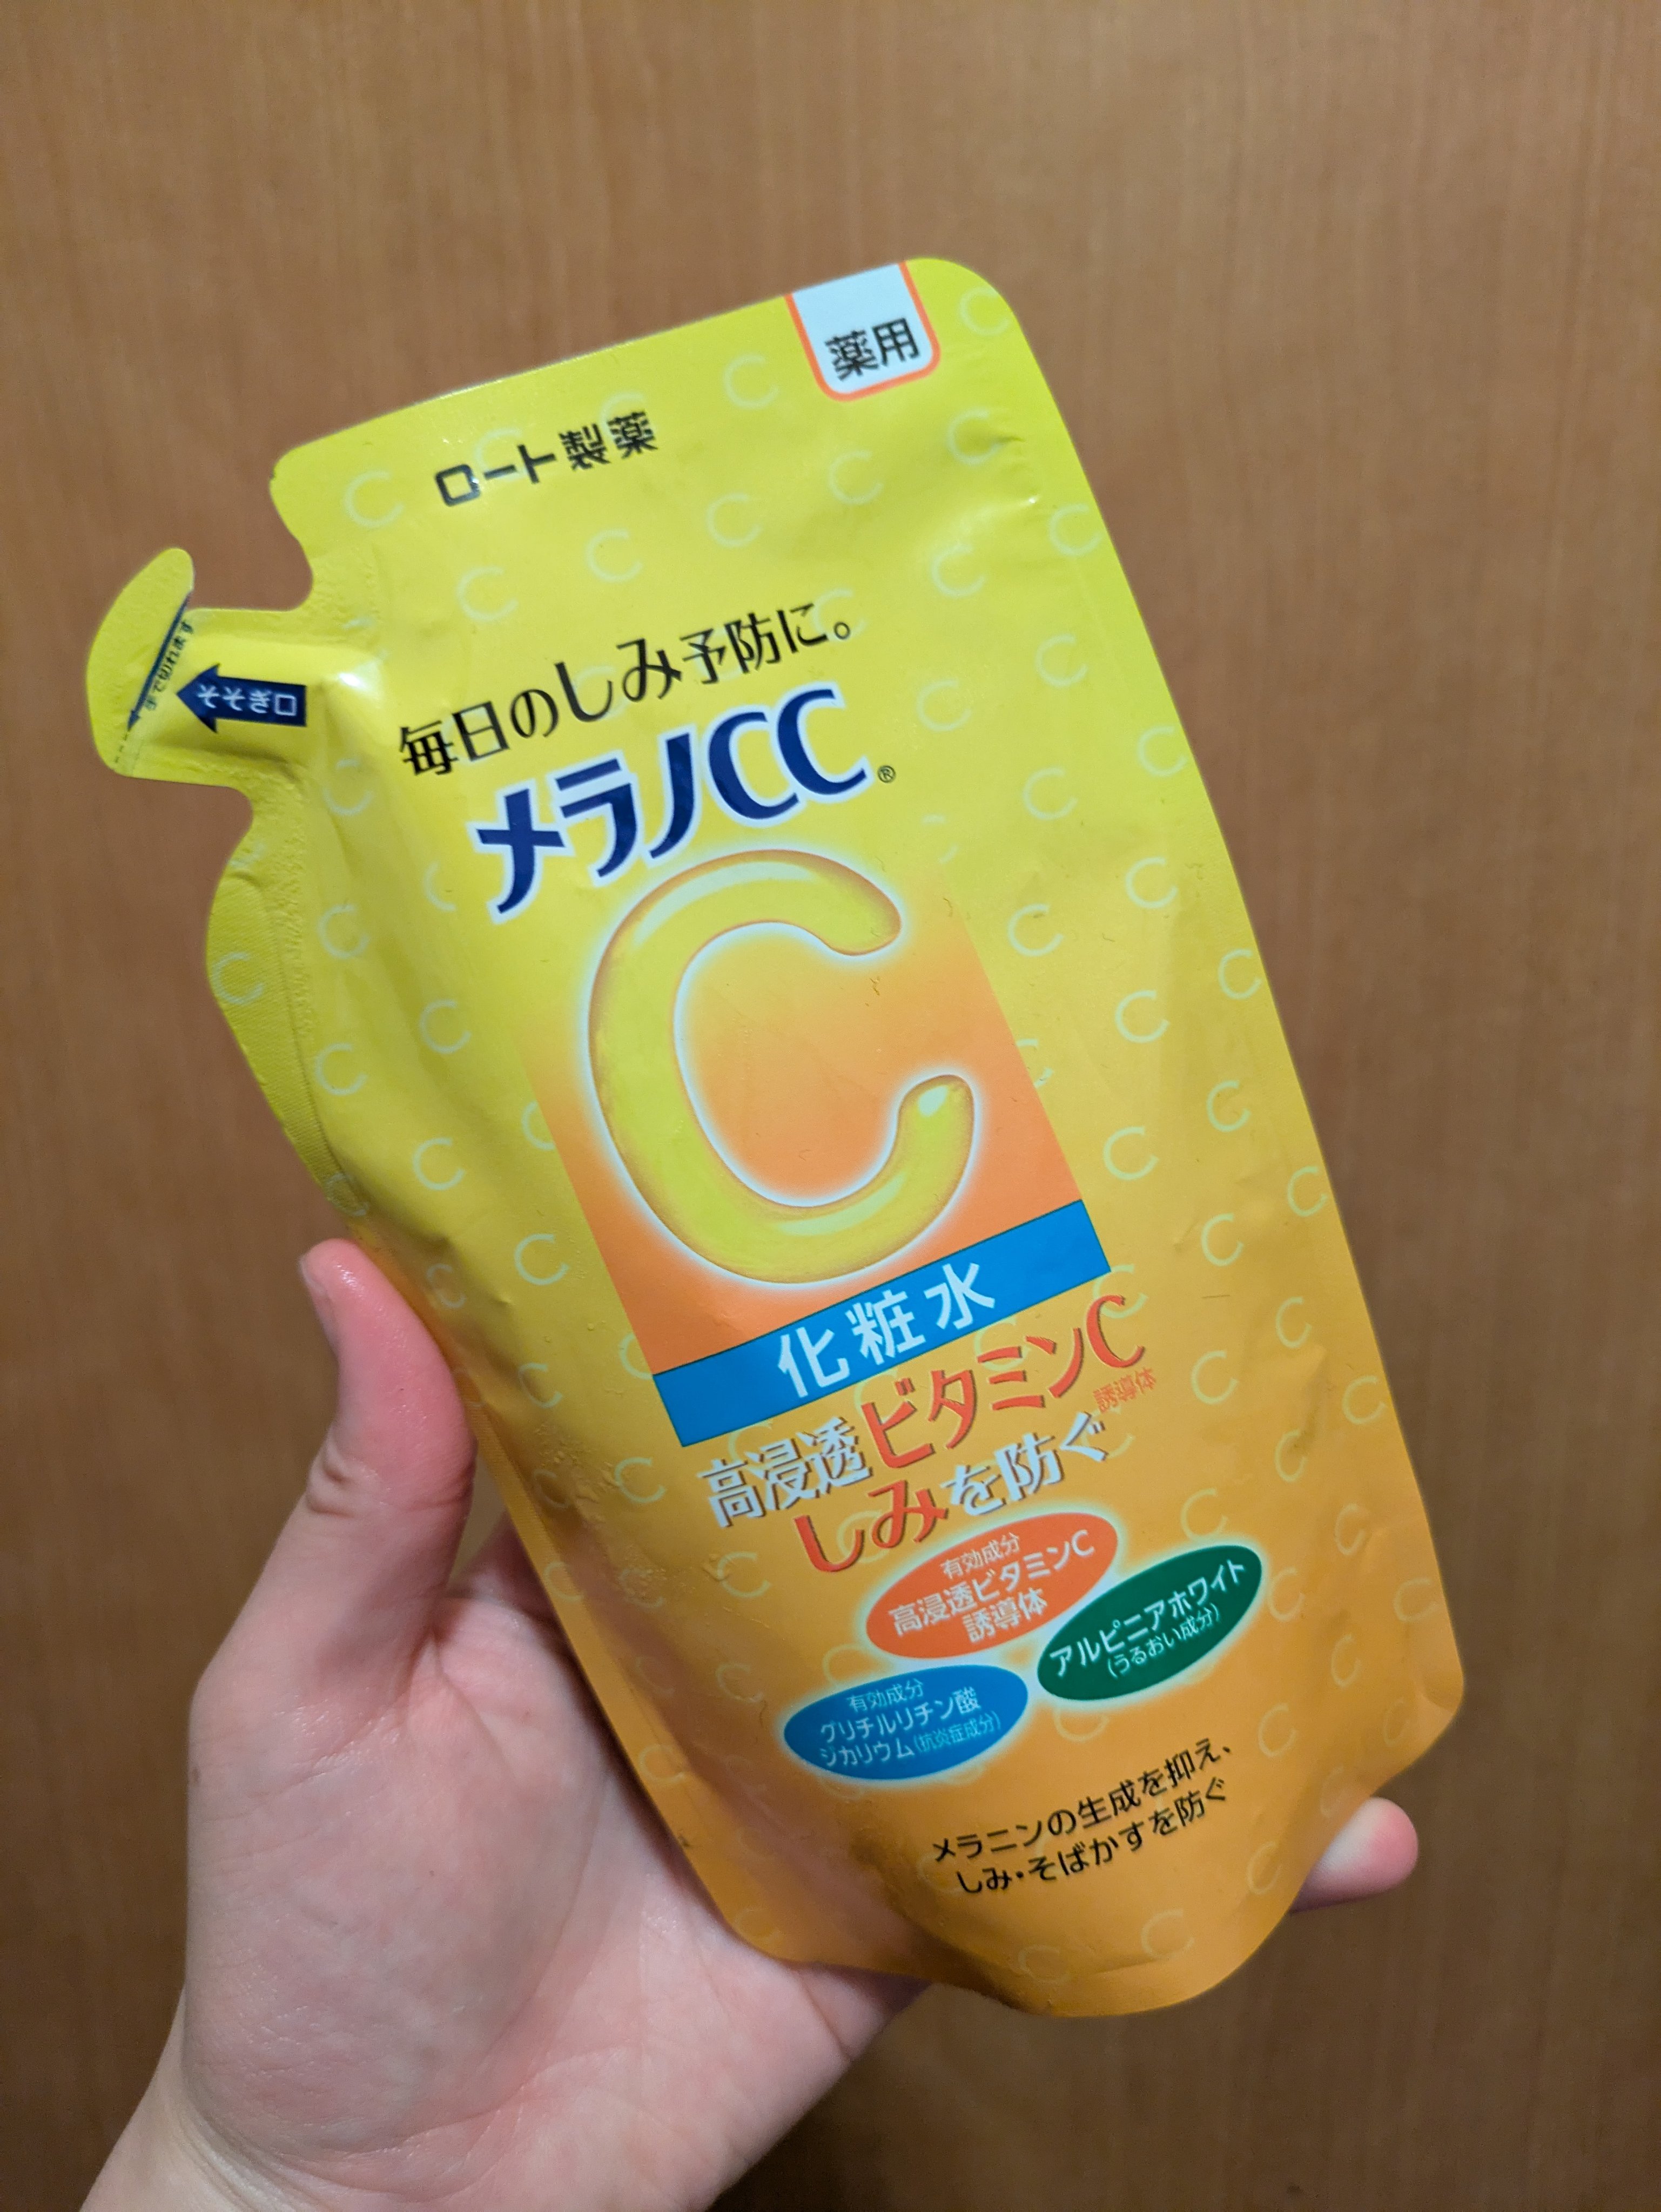 薬用
ロート製薬
そそぎ口
まで切れます
毎日のしみ予防に。
メラノCC®
C
化粧水
高浸透ビタミンC誘導体
しみを防ぐ
有効成分
高浸透ビタミンC
誘導体
アルピニアホワイト
(うるおい成分)
有効成分
グリチルリチン酸
ジカリウム(抗炎症成分)
メラニンの生成を抑え、
しみ・そばかすを防ぐ